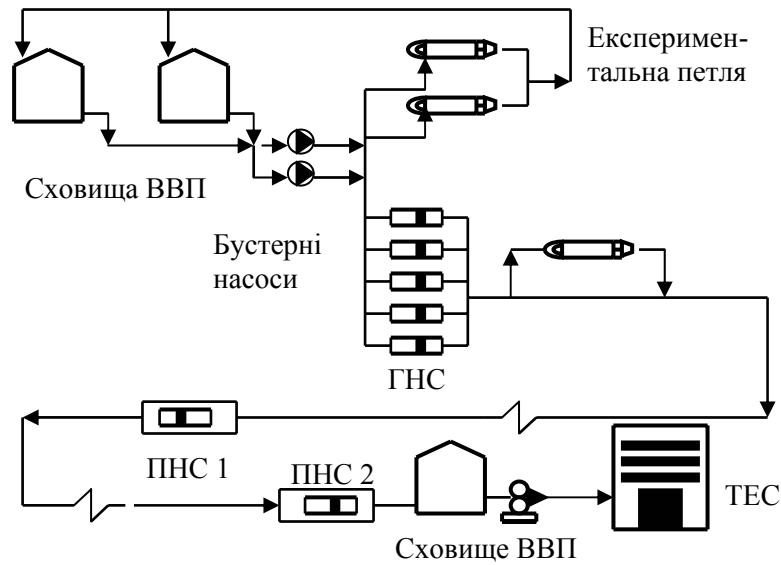 Експеримен-
тальна петля
Сховища ВВП
Бустерні
насоси
ГНС
ПНС 1
ПНС 2
ТЕС
Сховище ВВП